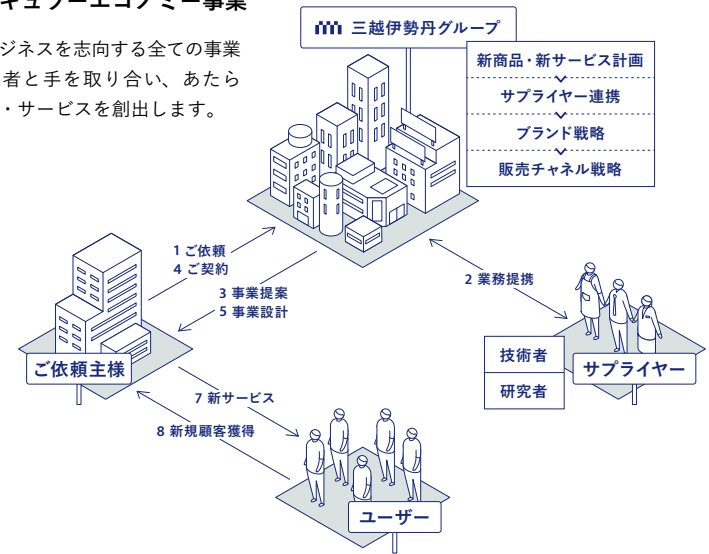 キュラーエコノミー事業
ジネスを志向する全ての事業
者と手を取り合い、あたら
・サービスを創出します。
三越伊勢丹グループ
新商品・新サービス計画
サプライヤー連携
ブランド戦略
販売チャネル戦略
1 ご依頼
4 ご契約
3 事業提案
5 事業設計
2 業務提携
ご依頼主様
技術者
研究者
サプライヤー
7 新サービス
8 新規顧客獲得
ユーザー